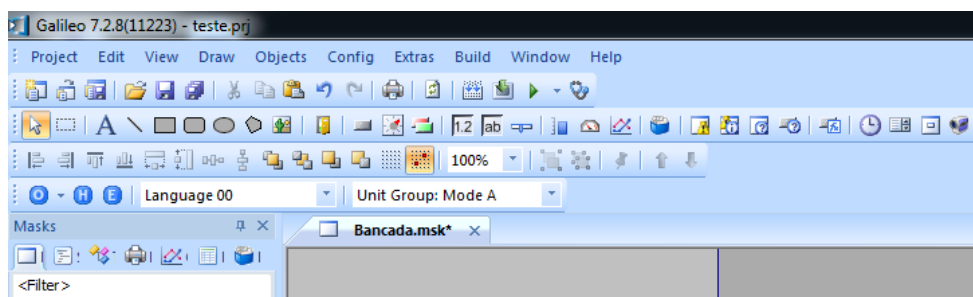 Galileo 7.2.8(11223) - teste.prj
Project Edit View Draw Objects Config Extras Build Window Help
A 1.2 ab
100%
O H E Language 00 Unit Group: Mode A
Masks Bancada.msk*
<Filter>